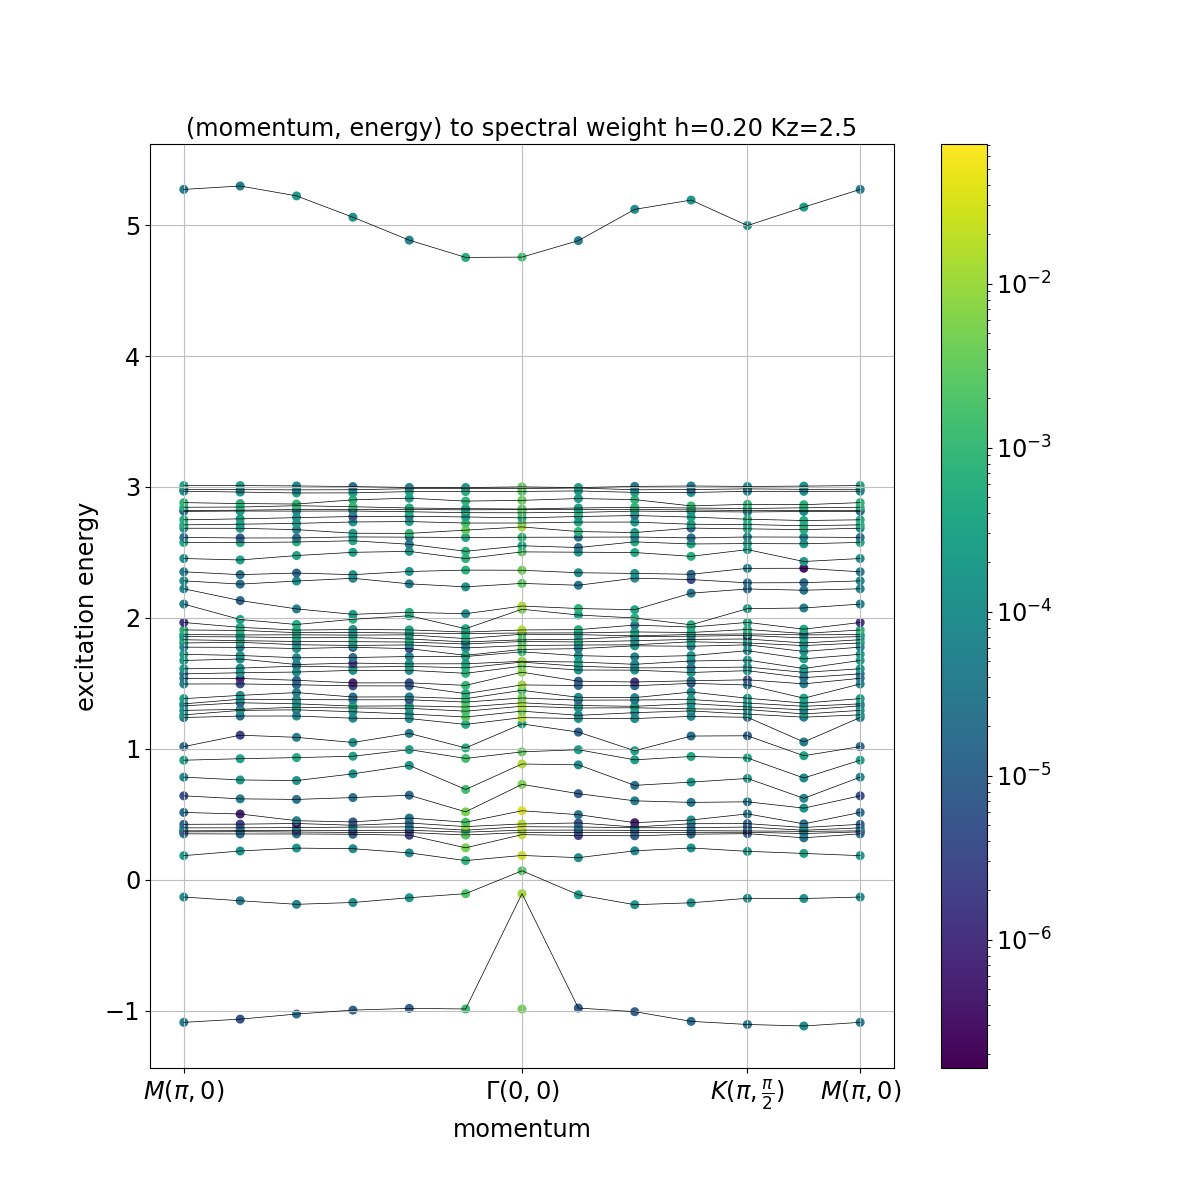 (momentum, energy) to spectral weight h=0.20 Kz=2.5
excitation energy
5
4
3
2
1
0
−1
M(π, 0)
Γ(0, 0)
K(π, π/2)
M(π, 0)
momentum
10⁻²
10⁻³
10⁻⁴
10⁻⁵
10⁻⁶